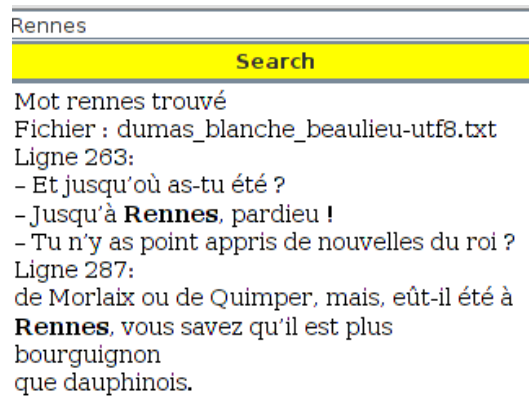 Rennes
Search
Mot rennes trouvé
Fichier : dumas_blanche_beaulieu-utf8.txt
Ligne 263:
– Et jusqu’où as-tu été ?
– Jusqu’à Rennes, pardieu !
– Tu n’y as point appris de nouvelles du roi ?
Ligne 287:
de Morlaix ou de Quimper, mais, eût-il été à
Rennes, vous savez qu’il est plus
bourguignon
que dauphinois.